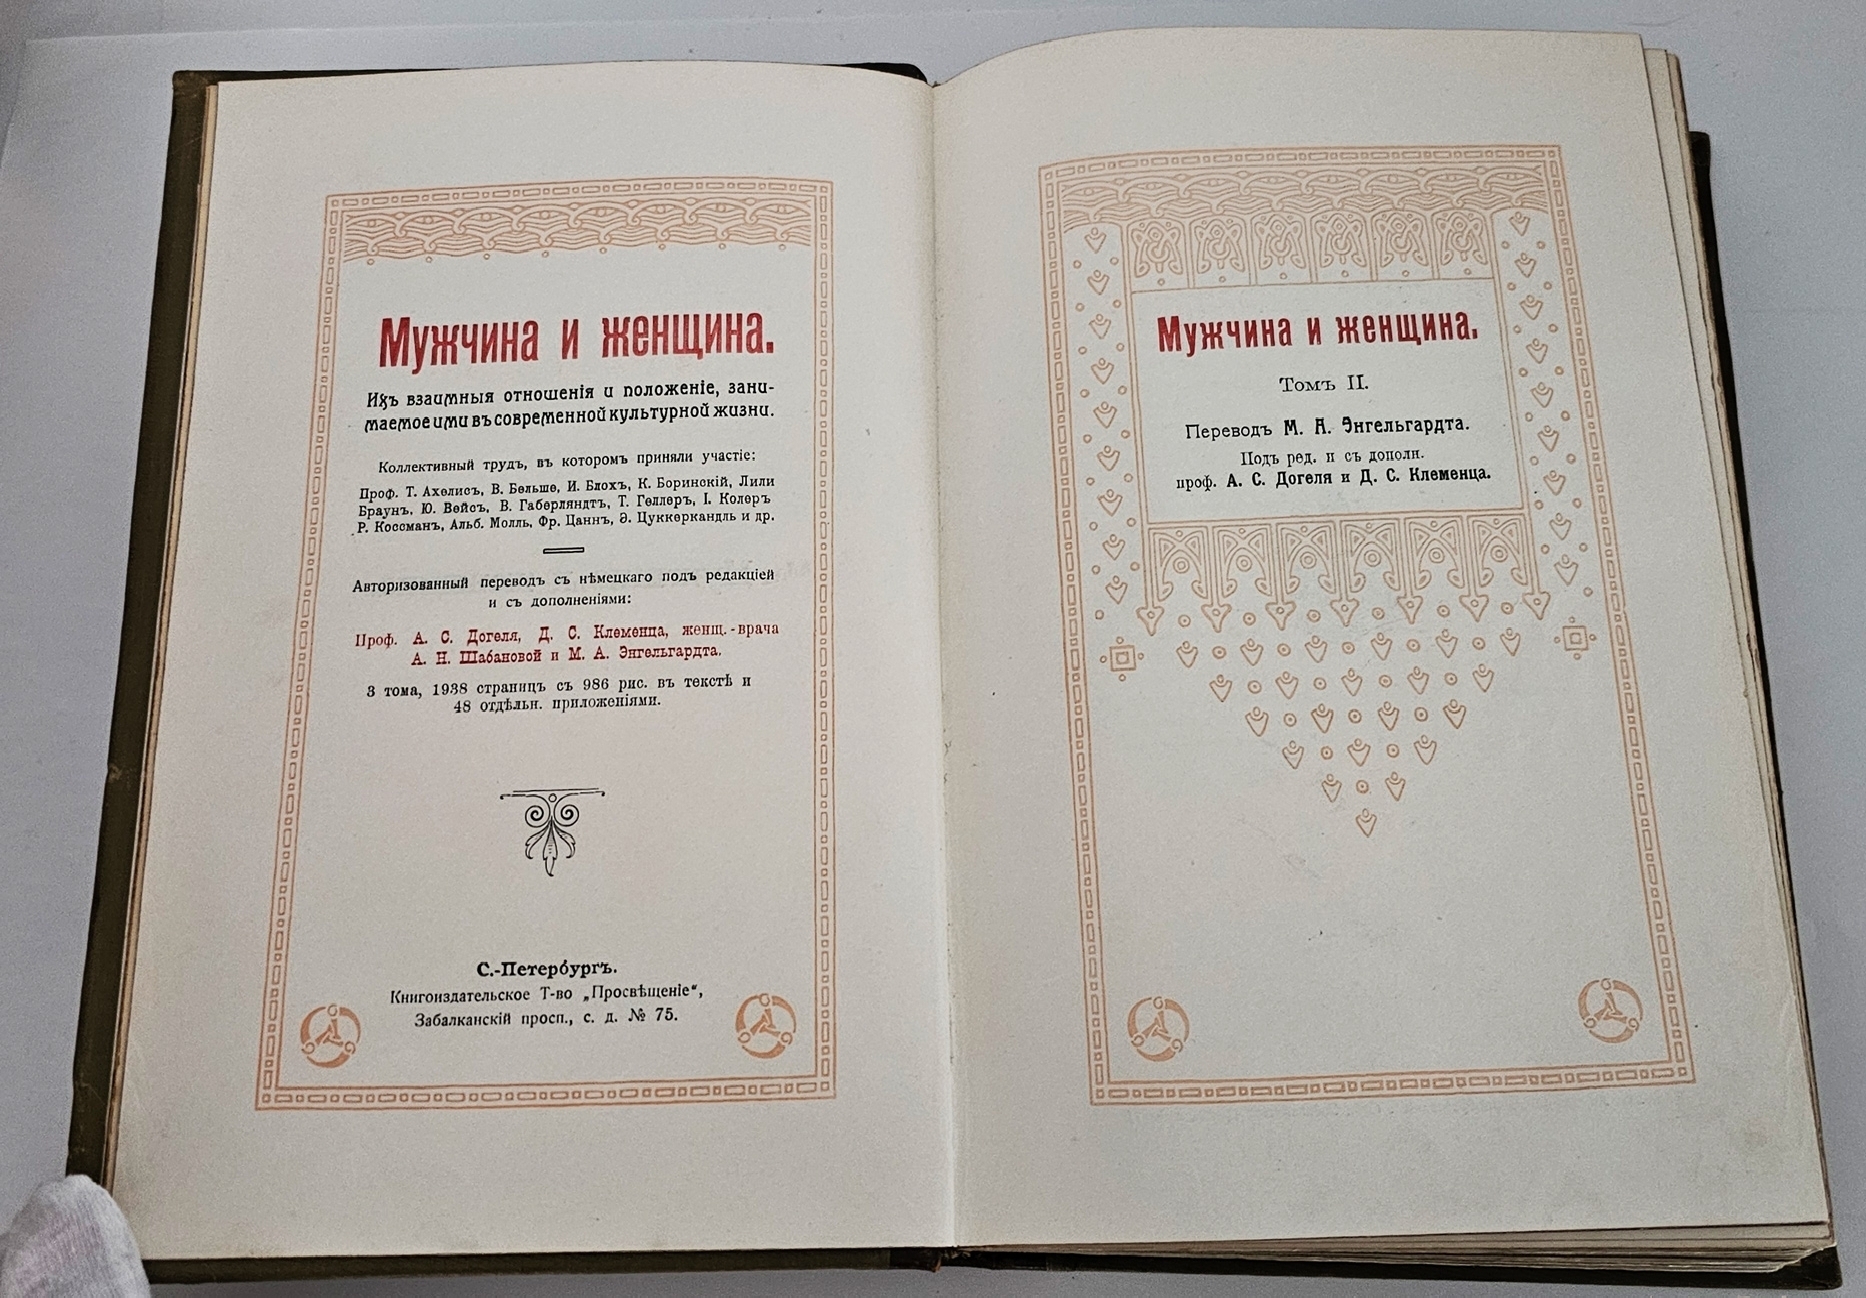 Мужчина и женщина.
Ихъ взаимныя отношенія и положеніе, зани-
маемое ими въ современной культурной жизни.
Коллективный трудъ, въ которомъ приняли участіе:
Проф. Т. Ахелисъ, В. Бельше, И. Блохъ, К. Боринскій, Лили
Браунъ, Ю. Вейсъ, В. Габерляндтъ, Т. Геллеръ, І. Колеръ
Р. Коссманъ, Альб. Молль, Фр. Цаннъ, Э. Цуккеркандль и др.
Авторизованный переводъ съ нѣмецкаго подъ редакціей
и съ дополненіями:
Проф. А. С. Догеля, Д. С. Клеменца, женщ.-врача
А. Н. Шабановой и М. А. Энгельгардта.
3 тома, 1938 страницъ съ 986 рис. въ текстѣ и
48 отдѣльн. приложеніями.
С.-Петербургъ.
Книгоиздательское Т-во „Просвѣщеніе“,
Забалканскій просп., с. д. № 75.
Мужчина и женщина.
Томъ II.
Переводъ М. А. Энгельгардта.
Подъ ред. и съ дополн.
проф. А. С. Догеля и Д. С. Клеменца.